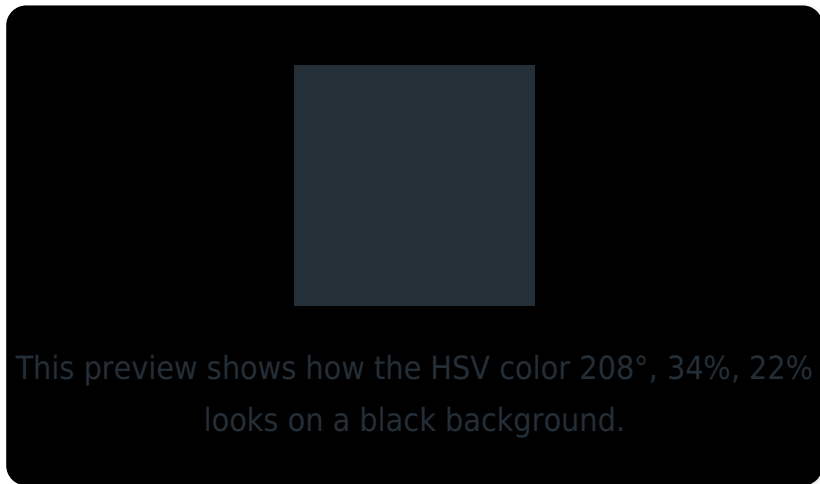 This preview shows how the HSV color 208°, 34%, 22%
looks on a black background.